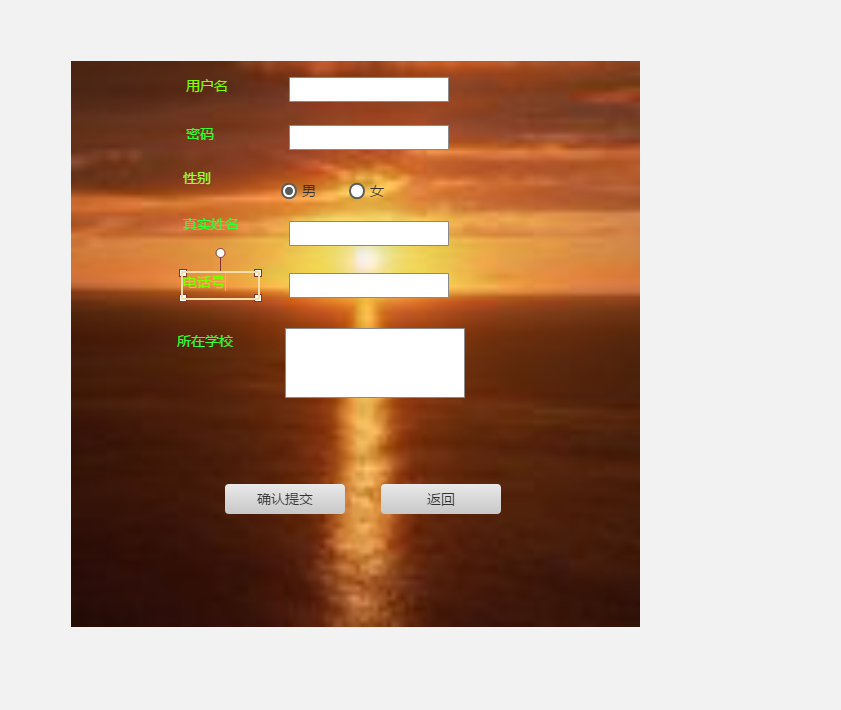 用户名
密码
性别 男 女
真实姓名
电话号
所在学校
确认提交 返回